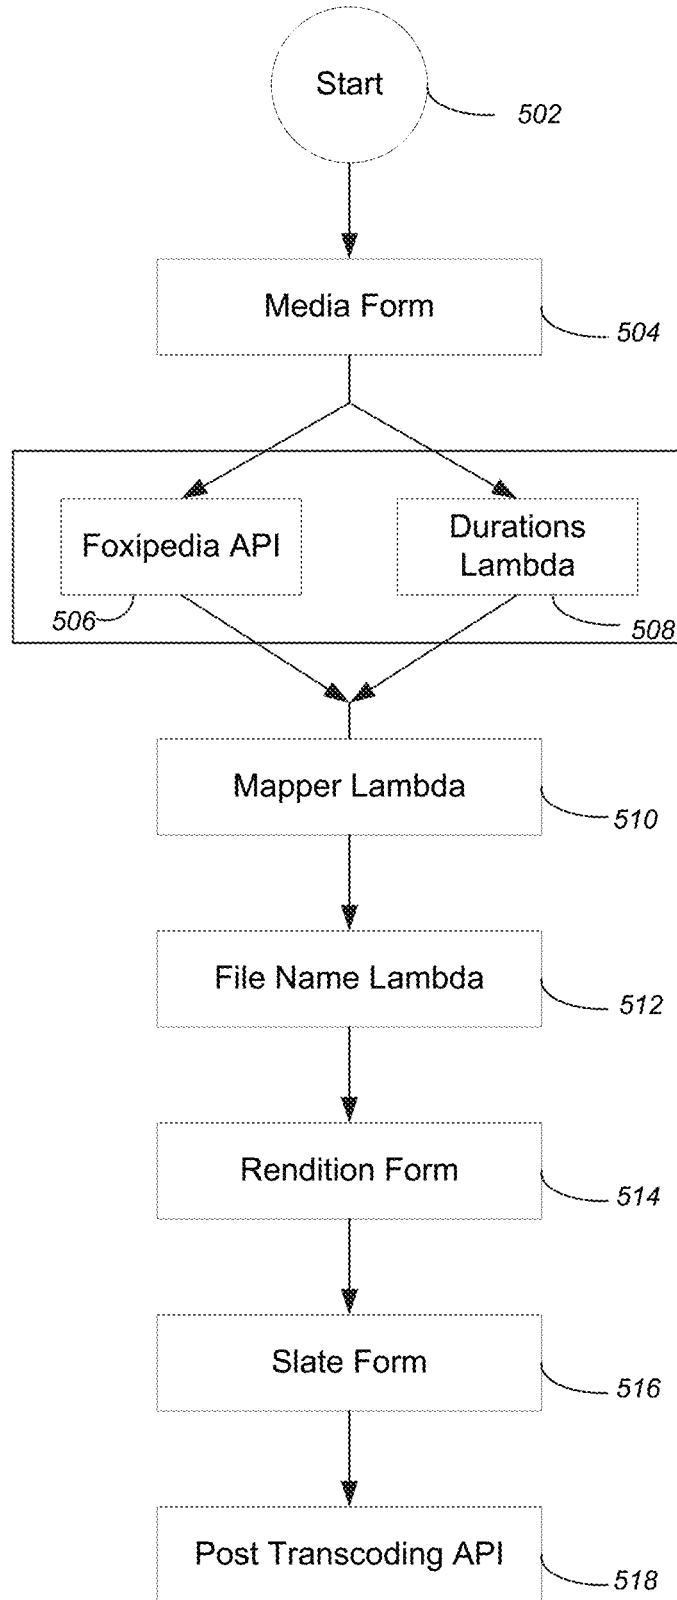 Start
502
Media Form
504
Foxipedia API
Durations
Lambda
506
508
Mapper Lambda
510
File Name Lambda
512
Rendition Form
514
Slate Form
516
Post Transcoding API
518